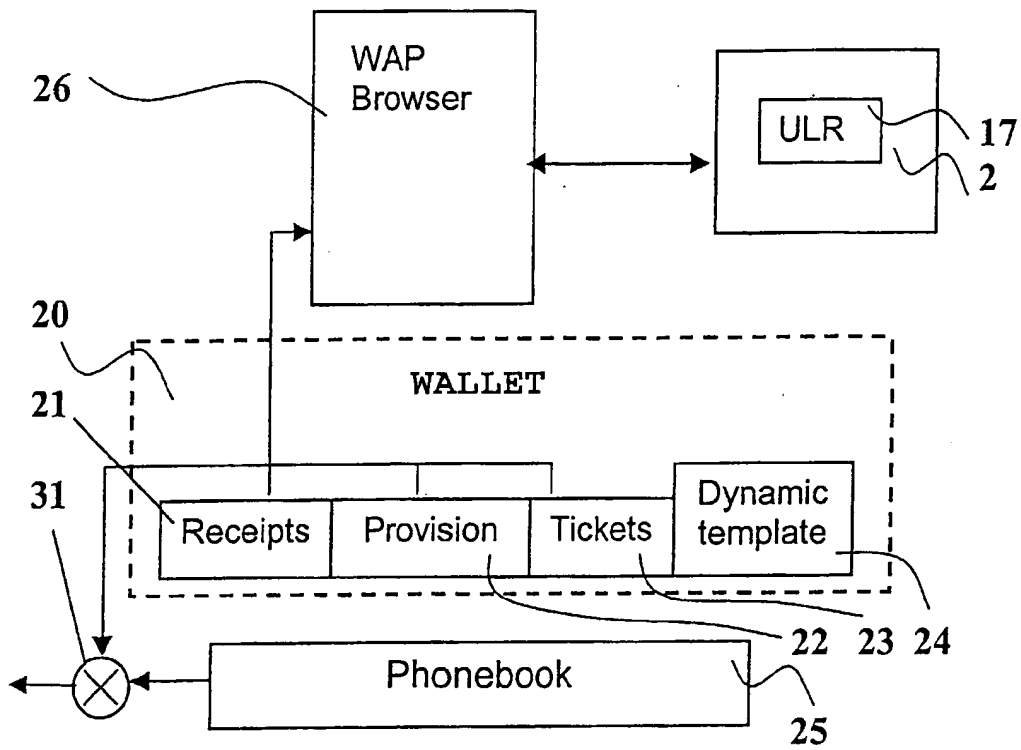 26
WAP
Browser
ULR
17
2
20
WALLET
21
31
Receipts
Provision
Tickets
Dynamic
template
22
23
24
Phonebook
25